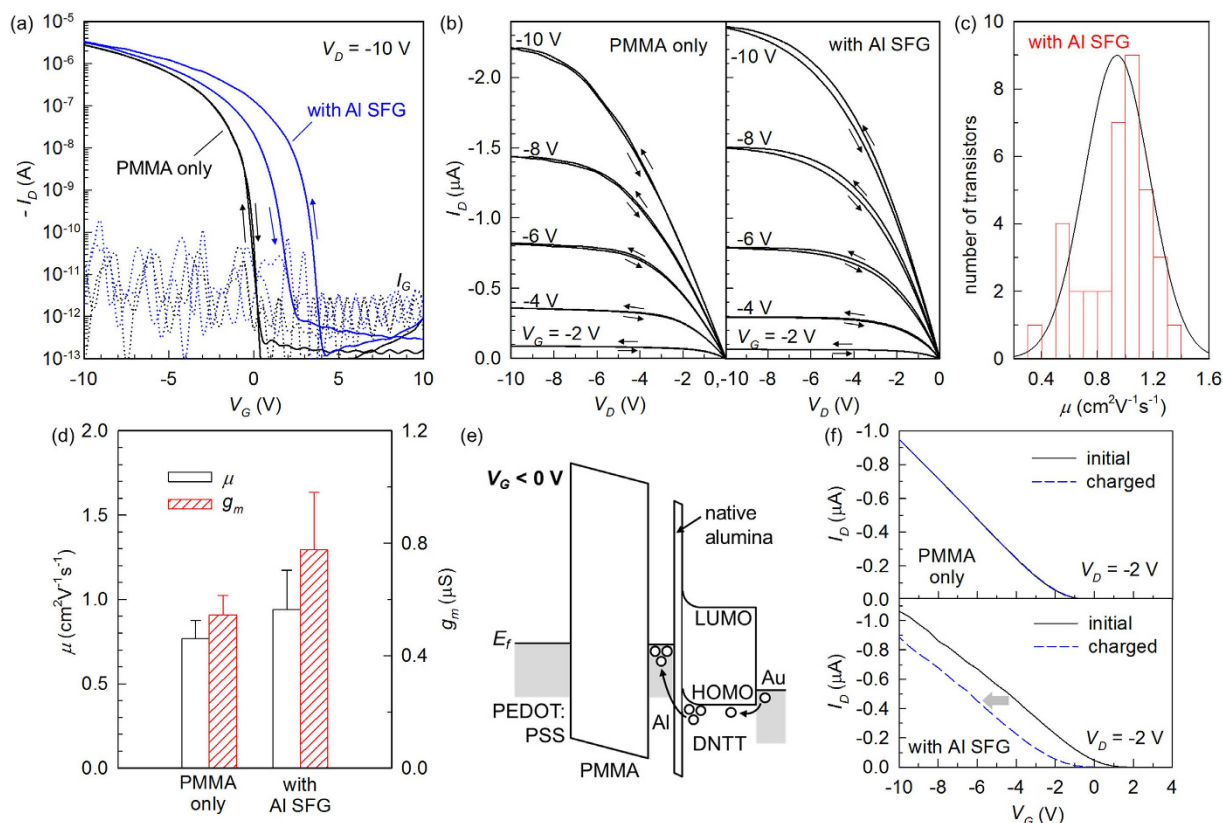 (a)
10⁻⁵
10⁻⁶
10⁻⁷
10⁻⁸
10⁻⁹
10⁻¹⁰
10⁻¹¹
10⁻¹²
10⁻¹³
- I_D (A)
V_D = -10 V
with Al SFG
PMMA only
I_G
-10 -5 0 5 10
V_G (V)
(b)
-2.0
-1.5
-1.0
-0.5
0.0
I_D (μA)
PMMA only
-10 V
-8 V
-6 V
-4 V
V_G = -2 V
with Al SFG
-10 V
-8 V
-6 V
-4 V
V_G = -2 V
-10 -8 -6 -4 -2 0,-10 -8 -6 -4 -2 0
V_D (V)
V_D (V)
(c)
with Al SFG
10
8
6
4
2
0
number of transistors
0.4 0.8 1.2 1.6
μ (cm²V⁻¹s⁻¹)
(d)
2.0
1.5
1.0
0.5
0.0
μ (cm²V⁻¹s⁻¹)
μ
g_m
1.2
0.8
0.4
0.0
g_m (μS)
PMMA
only
with
Al SFG
(e)
V_G < 0 V
native
alumina
LUMO
E_f
HOMO
Au
PEDOT:
PSS
Al
DNTT
PMMA
(f)
-1.0
-0.8
-0.6
-0.4
-0.2
0.0
I_D (μA)
initial
charged
PMMA
only
V_D = -2 V
-1.0
-0.8
-0.6
-0.4
-0.2
-0.0
I_D (μA)
initial
charged
with Al SFG
V_D = -2 V
-10 -8 -6 -4 -2 0 2 4
V_G (V)